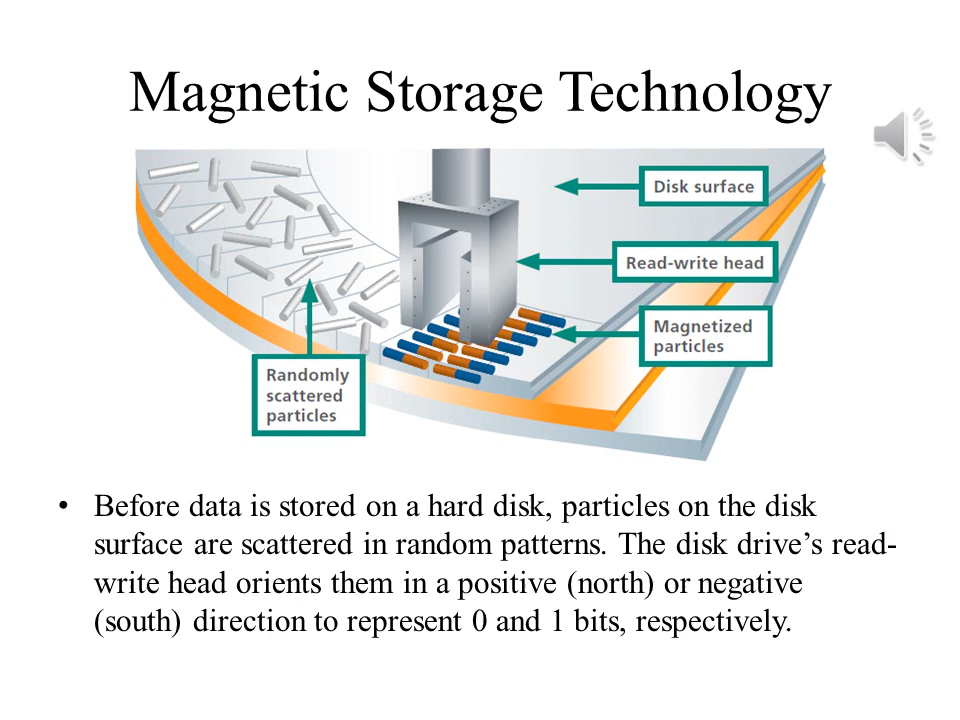 Magnetic Storage Technology
Disk surface
Read-write head
Magnetized
particles
Randomly
scattered
particles
• Before data is stored on a hard disk, particles on the disk
surface are scattered in random patterns. The disk drive’s read-
write head orients them in a positive (north) or negative
(south) direction to represent 0 and 1 bits, respectively.